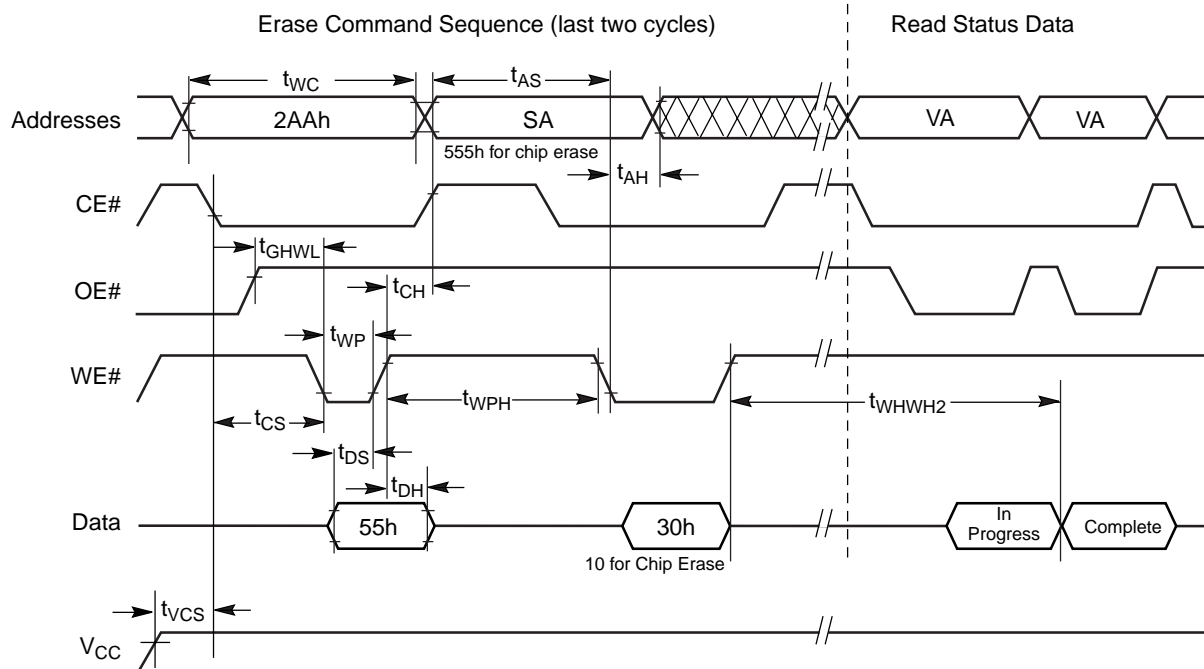 Erase Command Sequence (last two cycles)
Read Status Data
tWC
tAS
Addresses
2AAh
SA
VA
VA
555h for chip erase
tAH
CE#
tGHWL
OE#
tCH
tWP
WE#
tWPH
tWHWH2
tCS
tDS
tDH
Data
55h
30h
In
Progress
Complete
10 for Chip Erase
tVCS
VCC